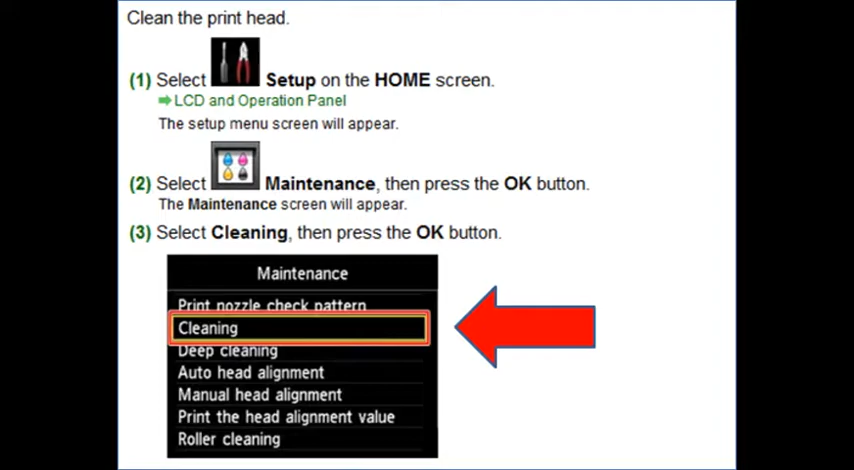 Clean the print head.
(1) Select Setup on the HOME screen.
LCD and Operation Panel
The setup menu screen will appear.
(2) Select Maintenance, then press the OK button.
The Maintenance screen will appear.
(3) Select Cleaning, then press the OK button.
Maintenance
Print nozzle check pattern
Cleaning
Deep cleaning
Auto head alignment
Manual head alignment
Print the head alignment value
Roller cleaning